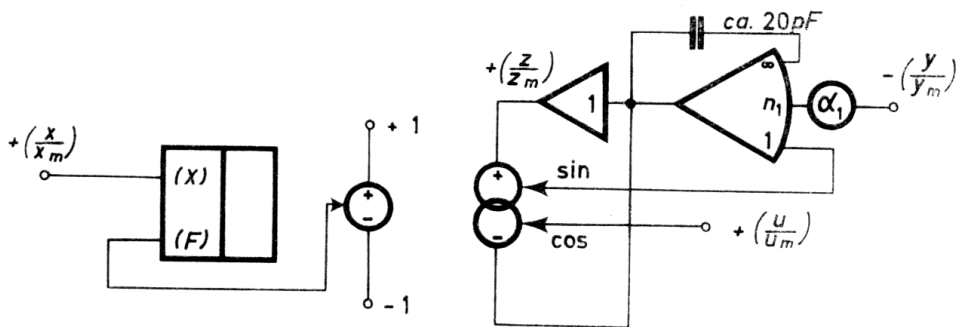 +(x/x_m)
(X)
(F)
+ 1
+
-
- 1
ca. 20pF
+(z/z_m)
1
∞
n₁
1
α₁
-(y/y_m)
sin
+
-
cos
+(u/u_m)